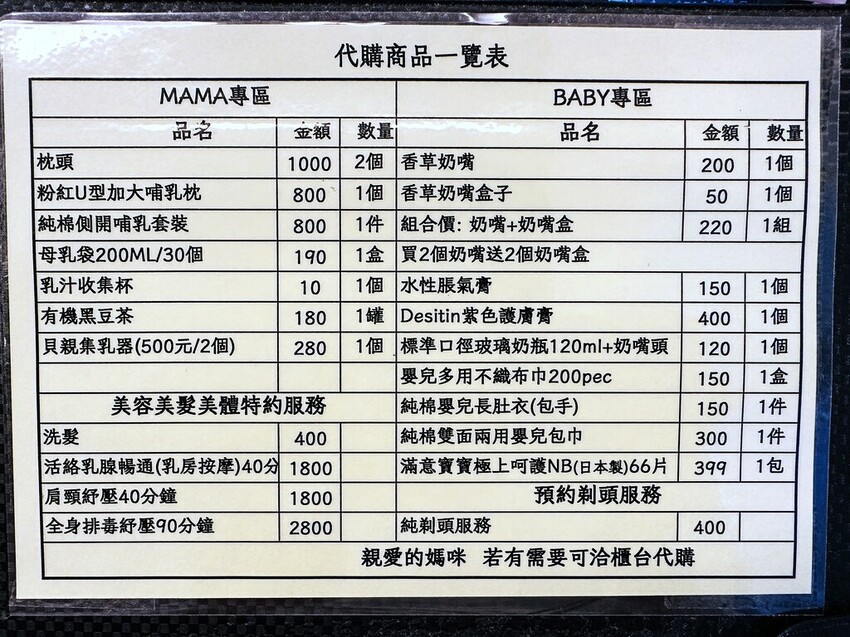 代購商品一覽表
MAMA專區 BABY專區
品名 金額 數量 品名 金額 數量
枕頭 1000 2個 香草奶嘴 200 1個
粉紅U型加大哺乳枕 800 1個 香草奶嘴盒子 50 1個
純棉側開哺乳套裝 800 1件 組合價: 奶嘴+奶嘴盒 220 1組
母乳袋200ML/30個 190 1盒 買2個奶嘴送2個奶嘴盒
乳汁收集杯 10 1個 水性脹氣膏 150 1個
有機黑豆茶 180 1罐 Desitin紫色護膚膏 400 1個
貝親集乳器(500元/2個) 280 1個 標準口徑玻璃奶瓶120ml+奶嘴頭 120 1個
嬰兒多用不織布巾200pec 150 1盒
美容美髮美體特約服務 純棉嬰兒長肚衣(包手) 150 1件
洗髮 400 純棉雙面兩用嬰兒包巾 300 1件
活絡乳腺暢通(乳房按摩)40分 1800 滿意寶寶極上呵護NB(日本製)66片 399 1包
肩頸紓壓40分鐘 1800 預約剃頭服務
全身排毒紓壓90分鐘 2800 純剃頭服務 400
親愛的媽咪 若有需要可洽櫃台代購